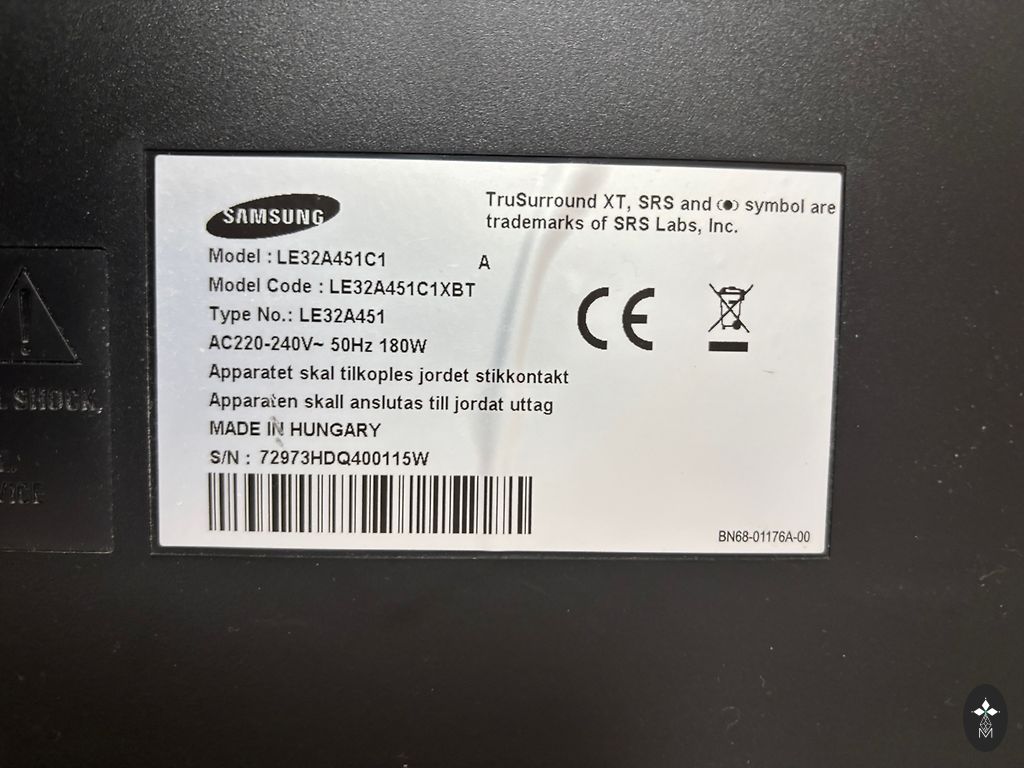 SAMSUNG
TruSurround XT, SRS and (●) symbol are
trademarks of SRS Labs, Inc.
Model : LE32A451C1 A
Model Code : LE32A451C1XBT
Type No.: LE32A451
AC220-240V~ 50Hz 180W
Apparatet skal tilkoples jordet stikkontakt
Apparaten skall anslutas till jordat uttag
MADE IN HUNGARY
S/N : 72973HDQ400115W
CE
BN68-01176A-00
SHOCK.
M